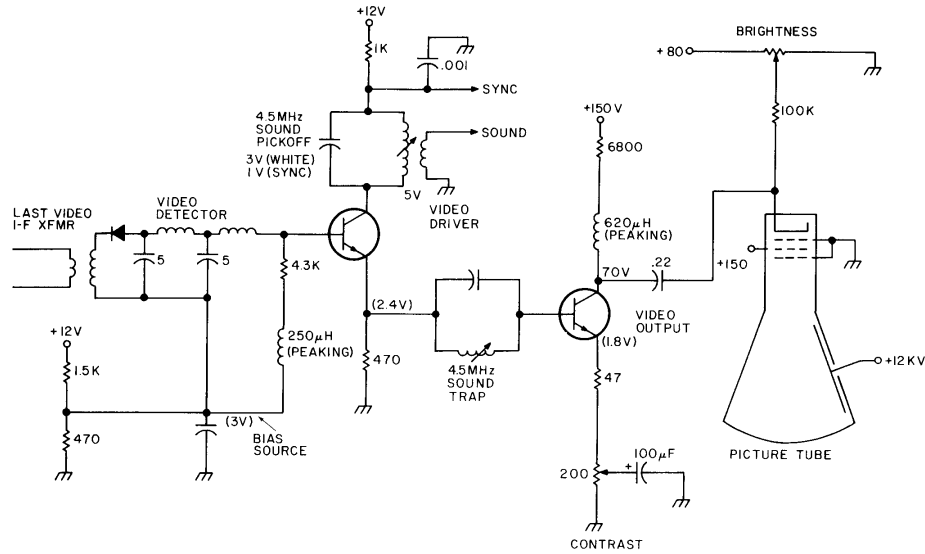 +12V
1K
.001
SYNC
4.5MHz
SOUND
PICKOFF
3V (WHITE)
1V (SYNC)
SOUND
5V
VIDEO
DRIVER
BRIGHTNESS
+80
100K
+150V
6800
620µH
(PEAKING)
.22
70V
VIDEO
OUTPUT
(1.8V)
LAST VIDEO
I-F XFMR
VIDEO
DETECTOR
5
5
4.3K
250µH
(PEAKING)
(2.4V)
470
4.5MHz
SOUND
TRAP
+12V
1.5K
470
(3V)
BIAS
SOURCE
47
200
+
100µF
CONTRAST
+150
+12KV
PICTURE TUBE